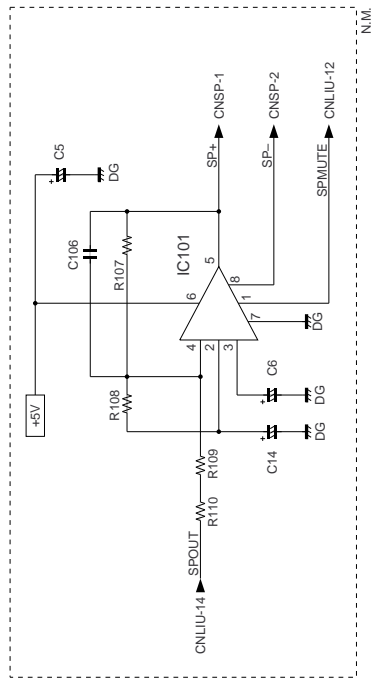 N.M.
+5V
C5
+
DG
C106
R107
R108
IC101
SP+
CNSP-1
SP–
CNSP-2
SPMUTE
CNLIU-12
6
5
4
2
3
8
1
7
DG
C6
+
DG
C14
+
DG
R109
R110
SPOUT
CNLIU-14